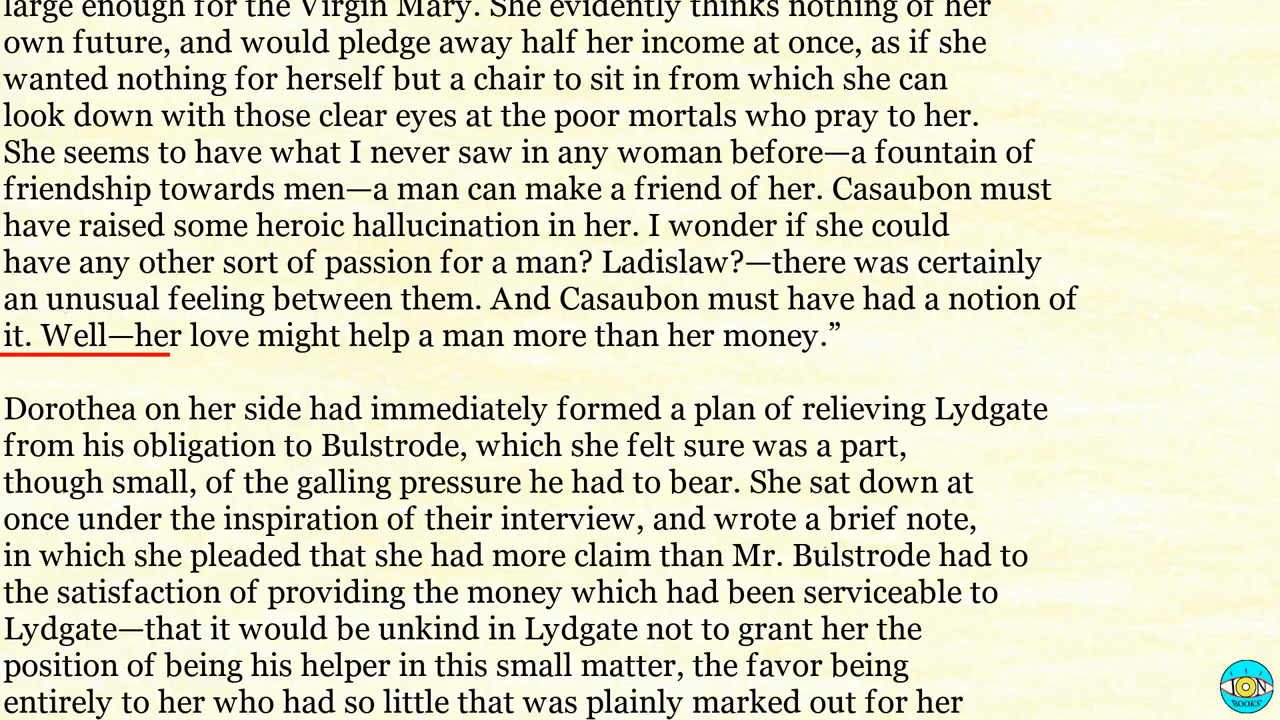 large enough for the Virgin Mary. She evidently thinks nothing of her
own future, and would pledge away half her income at once, as if she
wanted nothing for herself but a chair to sit in from which she can
look down with those clear eyes at the poor mortals who pray to her.
She seems to have what I never saw in any woman before—a fountain of
friendship towards men—a man can make a friend of her. Casaubon must
have raised some heroic hallucination in her. I wonder if she could
have any other sort of passion for a man? Ladislaw?—there was certainly
an unusual feeling between them. And Casaubon must have had a notion of
it. Well—her love might help a man more than her money.”
Dorothea on her side had immediately formed a plan of relieving Lydgate
from his obligation to Bulstrode, which she felt sure was a part,
though small, of the galling pressure he had to bear. She sat down at
once under the inspiration of their interview, and wrote a brief note,
in which she pleaded that she had more claim than Mr. Bulstrode had to
the satisfaction of providing the money which had been serviceable to
Lydgate—that it would be unkind in Lydgate not to grant her the
position of being his helper in this small matter, the favor being
entirely to her who had so little that was plainly marked out for her
ION
BOOKS